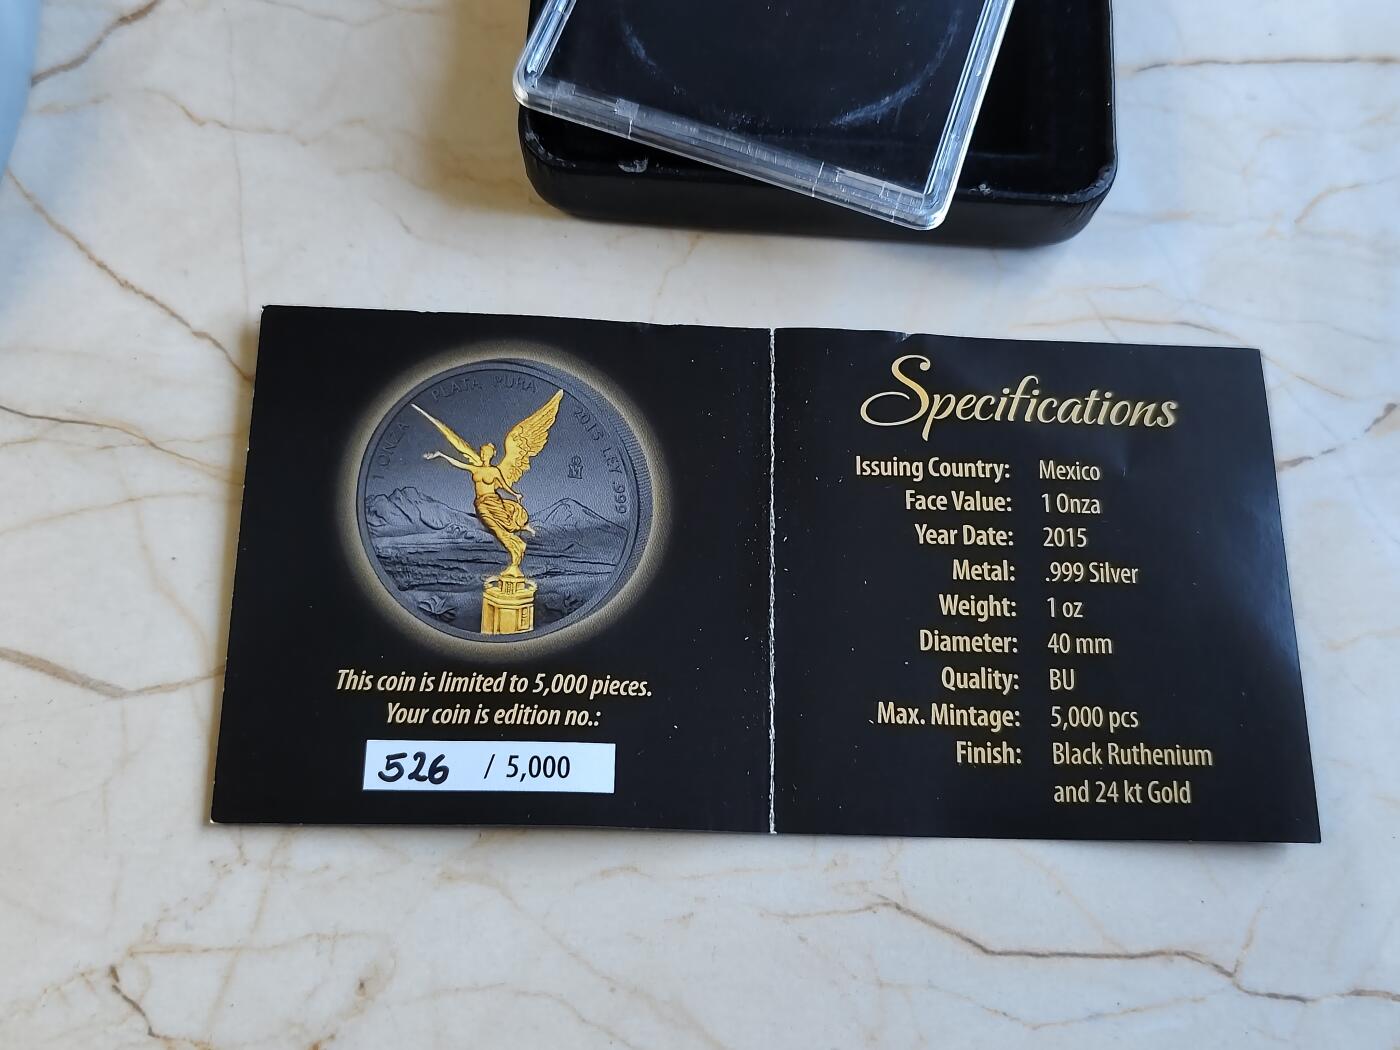 1 ONZA PLATA PURA 2015 LEY .999
This coin is limited to 5,000 pieces.
Your coin is edition no.:
526 / 5,000
Specifications
Issuing Country: Mexico
Face Value: 1 Onza
Year Date: 2015
Metal: .999 Silver
Weight: 1 oz
Diameter: 40 mm
Quality: BU
Max. Mintage: 5,000 pcs
Finish: Black Ruthenium
and 24 kt Gold